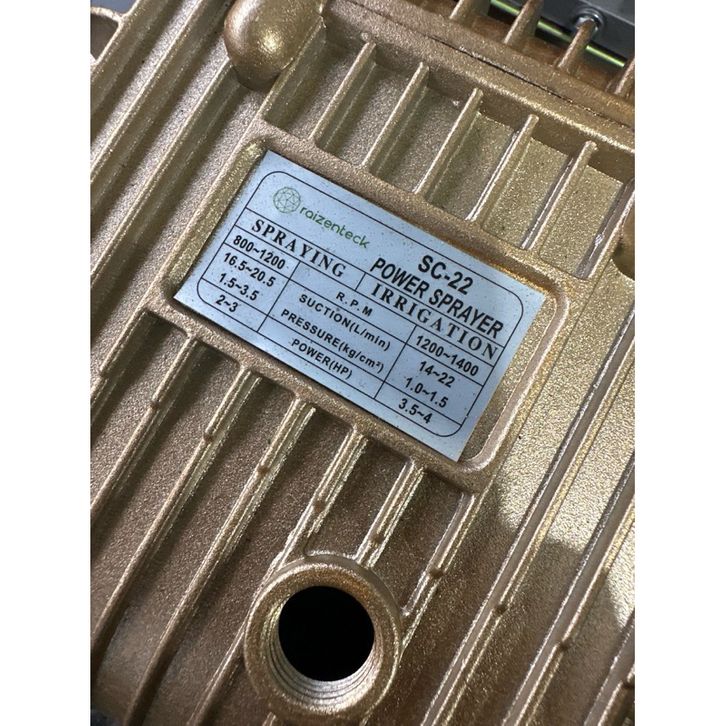 raizenteck
SC-22
POWER SPRAYER
SPRAYING IRRIGATION
800~1200 R.P.M 1200~1400
16.5~20.5 SUCTION(L/min) 14~22
1.5~3.5 PRESSURE(kg/cm²) 1.0~1.5
2~3 POWER(HP) 3.5~4